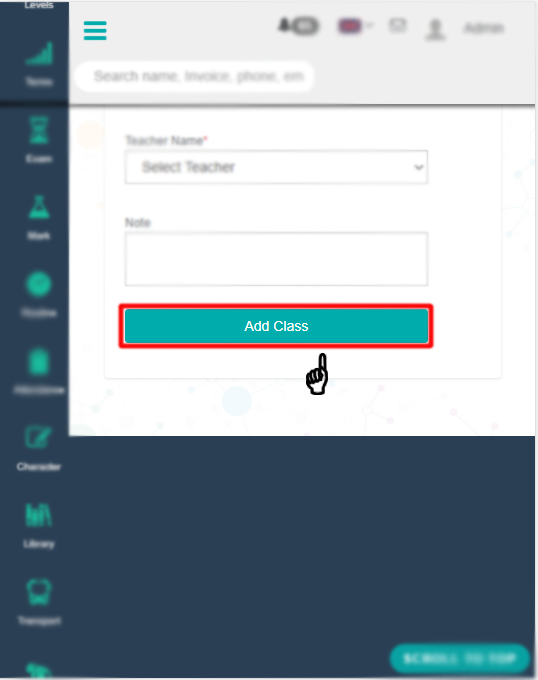 Levels
Admin
Search name, Invoice, phone, em
Terms
Teacher Name*
Select Teacher
Exam
Note
Mark
Add Class
Routine
Attendance
Character
Library
Transport
SCROLL TO TOP